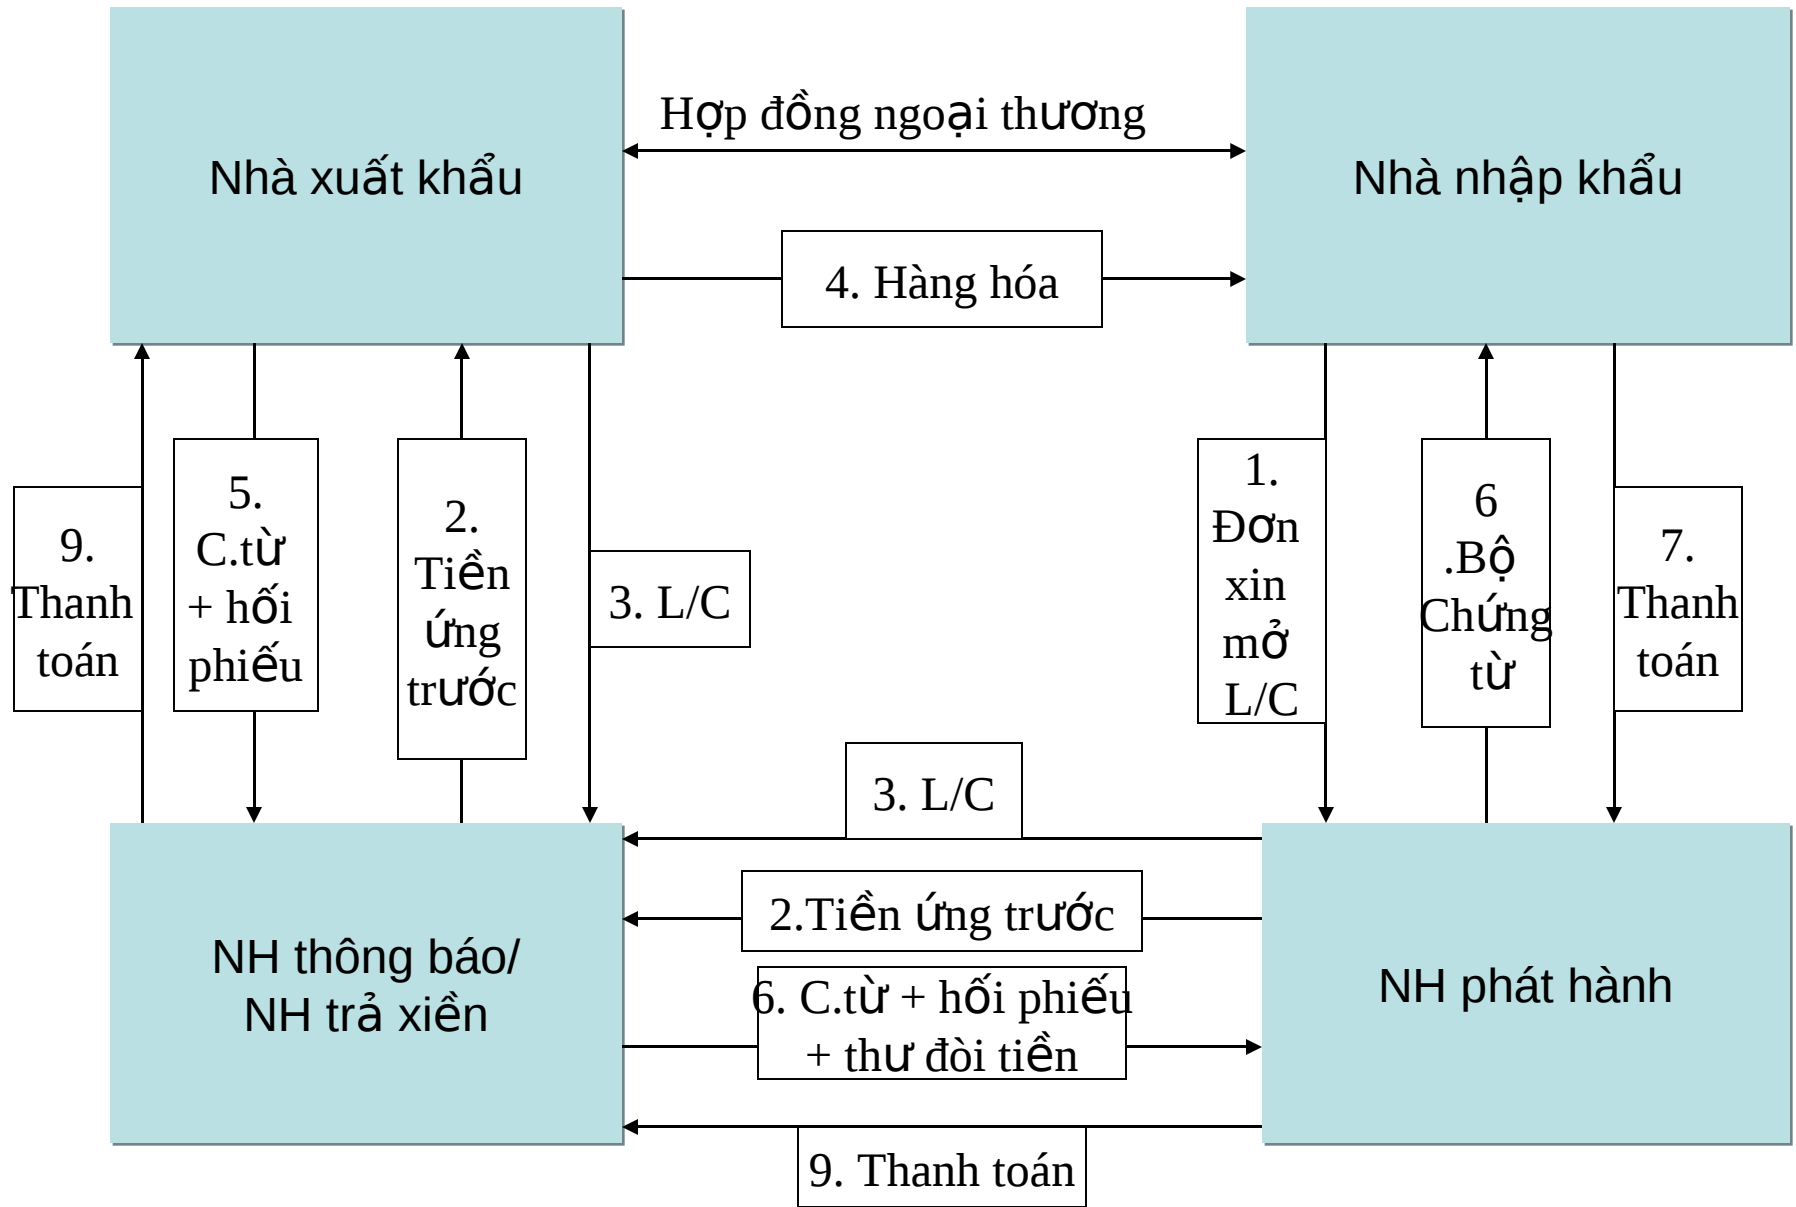 Hợp đồng ngoại thương
Nhà xuất khẩu
Nhà nhập khẩu
4. Hàng hóa
9.
Thanh
toán
5.
C.từ
+ hối
phiếu
2.
Tiền
ứng
trước
3. L/C
1.
Đơn
xin
mở
L/C
6
.Bộ
Chứng
từ
7.
Thanh
toán
3. L/C
2.Tiền ứng trước
6. C.từ + hối phiếu
+ thư đòi tiền
9. Thanh toán
NH thông báo/
NH trả xiền
NH phát hành